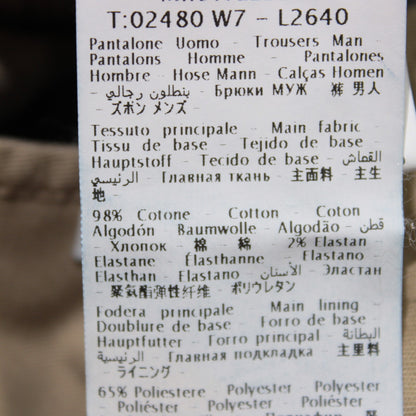 T:02480 W7 - L2640
Pantalone Uomo - Trousers Man -
Pantalons Homme - Pantalones
Hombre - Hose Mann - Calças Homen
- بنطلون رجالي - Брюки МУЖ 裤 男人
- ズボン メンズ -
Tessuto principale - Main fabric
Tissu de base - Tejido de base -
Hauptstoff - Tecido de base - القماش
الرئيسي - Главная ткань - 主面料 - 主生
地 -
98% Cotone - Cotton - Coton
Algodón Baumwolle - Algodão - قطن
- Хлопок - 棉 棉 2% Elastan -
Elastane - Élasthanne - Elastano -
Elasthan - Elastano - الأستان - Эластан
- 聚氨酯弹性纤维 - ポリウレタン
Fodera principale - Main lining -
Doublure de base - Forro de base -
Hauptfutter - Forro principal - البطانة
الرئيسية - Главная подкладка - 主里料
- ライニング -
65% Poliestere - Polyester - Polyester
- Poliéster - Polyester - Poliéster -